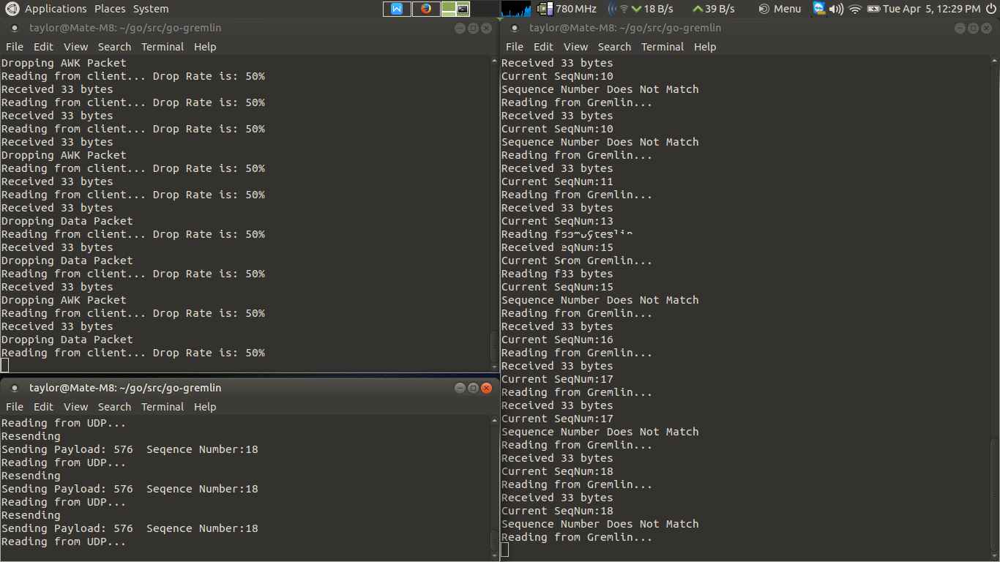 Applications Places System 780 MHz 18 B/s 39 B/s Menu Tue Apr 5, 12:29 PM
taylor@Mate-M8: ~/go/src/go-gremlin
File Edit View Search Terminal Help
Dropping AWK Packet
Reading from client... Drop Rate is: 50%
Received 33 bytes
Reading from client... Drop Rate is: 50%
Received 33 bytes
Reading from client... Drop Rate is: 50%
Received 33 bytes
Dropping AWK Packet
Reading from client... Drop Rate is: 50%
Received 33 bytes
Reading from client... Drop Rate is: 50%
Received 33 bytes
Dropping Data Packet
Reading from client... Drop Rate is: 50%
Received 33 bytes
Dropping Data Packet
Reading from client... Drop Rate is: 50%
Received 33 bytes
Dropping AWK Packet
Reading from client... Drop Rate is: 50%
Received 33 bytes
Dropping Data Packet
Reading from client... Drop Rate is: 50%
taylor@Mate-M8: ~/go/src/go-gremlin
File Edit View Search Terminal Help
Reading from UDP...
Resending
Sending Payload: 576 Seqence Number:18
Reading from UDP...
Resending
Sending Payload: 576 Seqence Number:18
Reading from UDP...
Resending
Sending Payload: 576 Seqence Number:18
Reading from UDP...
taylor@Mate-M8: ~/go/src/go-gremlin
File Edit View Search Terminal Help
Received 33 bytes
Current SeqNum:10
Sequence Number Does Not Match
Reading from Gremlin...
Received 33 bytes
Current SeqNum:10
Sequence Number Does Not Match
Reading from Gremlin...
Received 33 bytes
Current SeqNum:11
Reading from Gremlin...
Received 33 bytes
Current SeqNum:13
Reading
Received eqNum:15
Current Srom Gremlin...
Reading f33 bytes
Current SeqNum:15
Sequence Number Does Not Match
Reading from Gremlin...
Received 33 bytes
Current SeqNum:16
Reading from Gremlin...
Received 33 bytes
Current SeqNum:17
Reading from Gremlin...
Received 33 bytes
Current SeqNum:17
Sequence Number Does Not Match
Reading from Gremlin...
Received 33 bytes
Current SeqNum:18
Reading from Gremlin...
Received 33 bytes
Current SeqNum:18
Sequence Number Does Not Match
Reading from Gremlin...